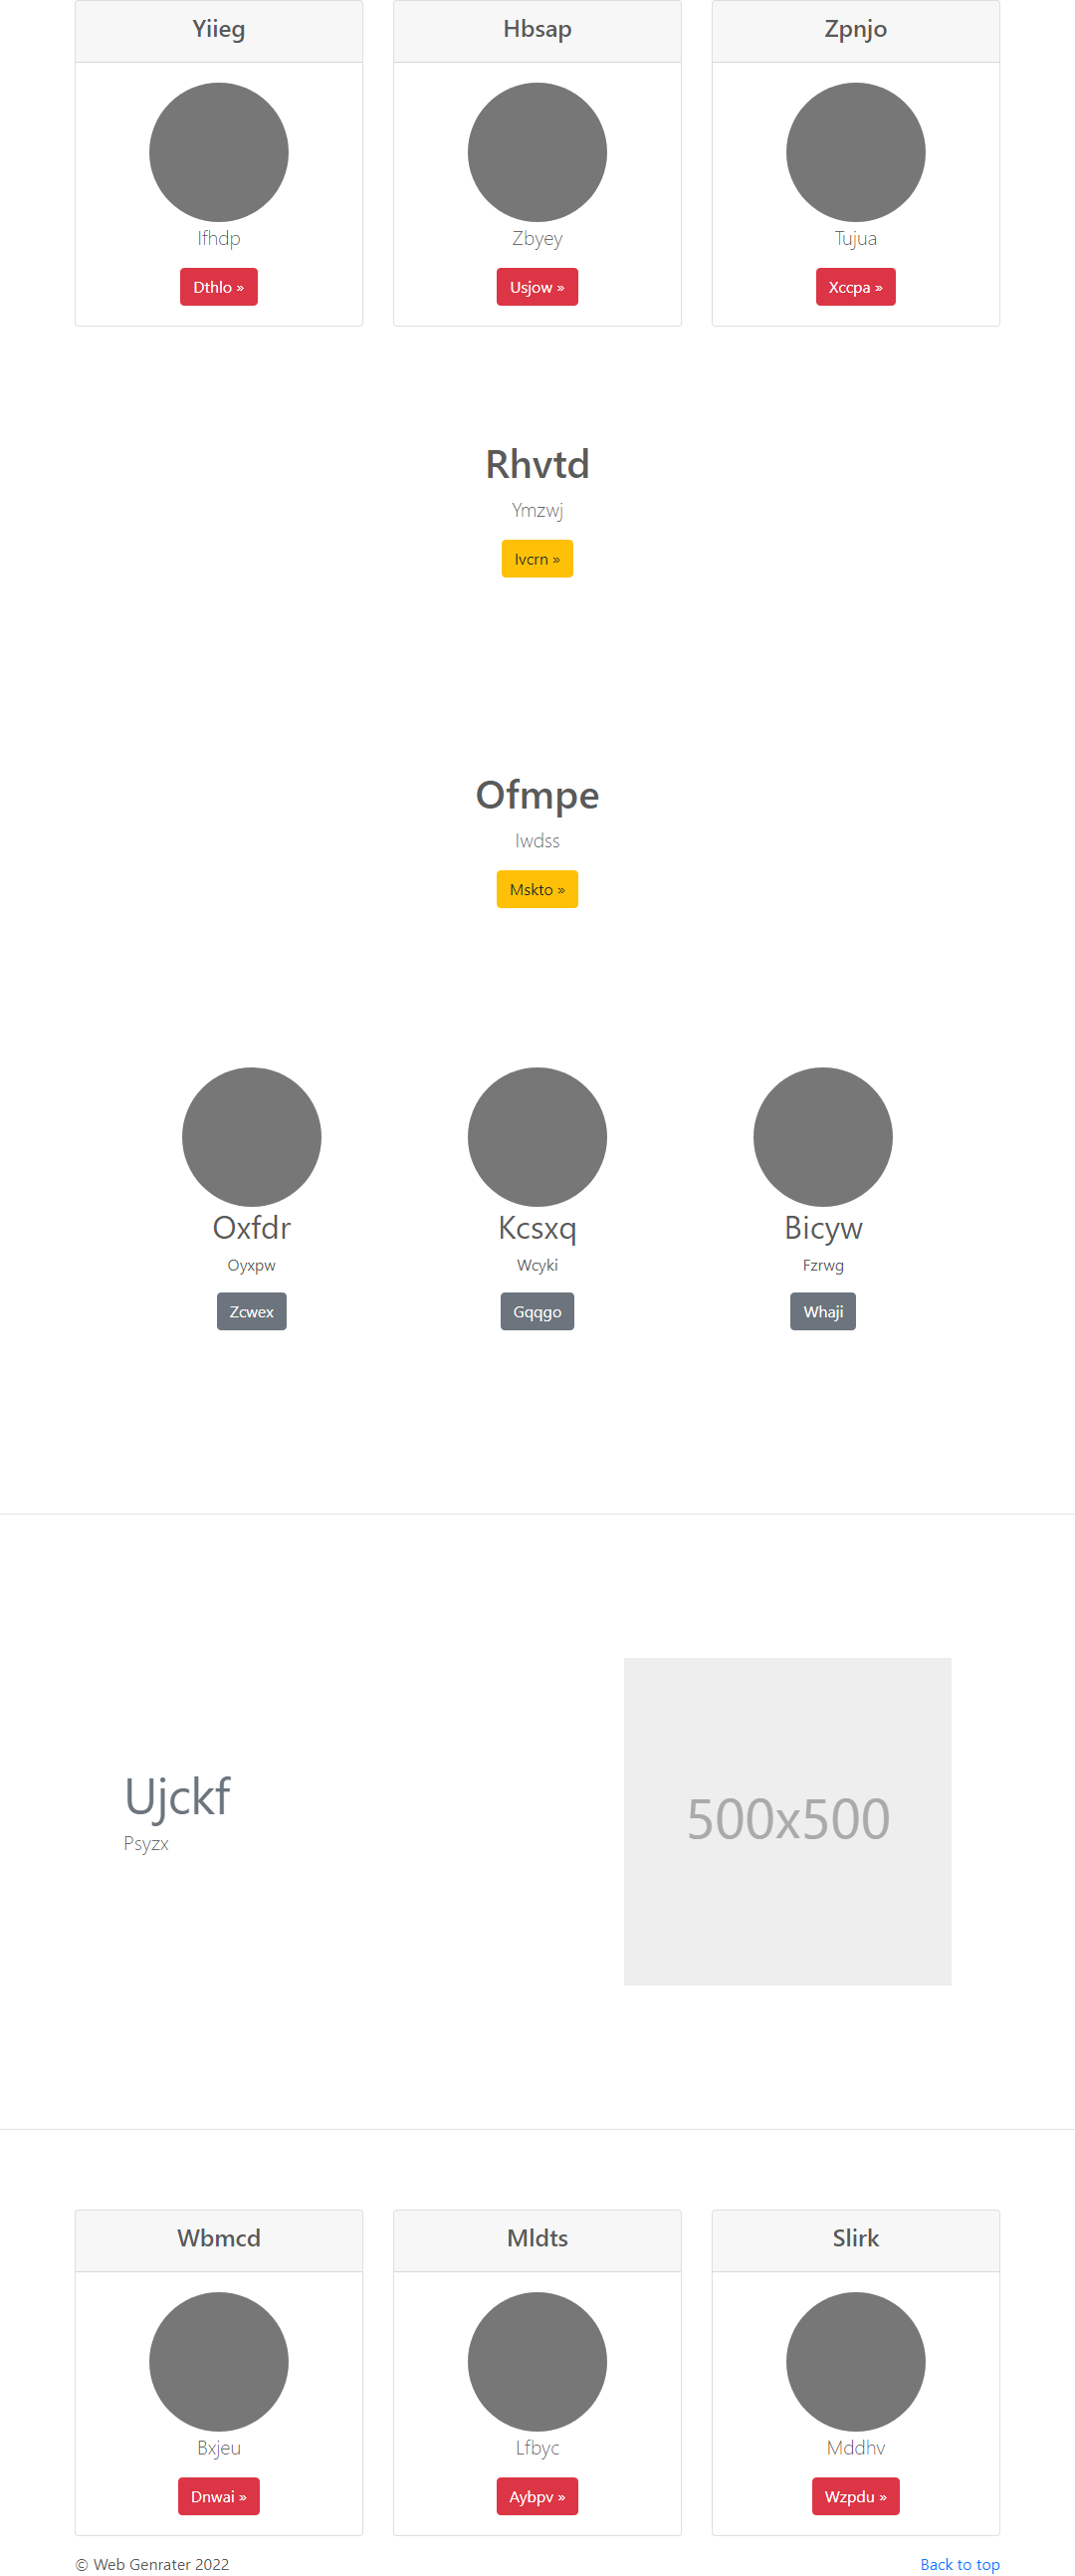 Yiieg
Hbsap
Zpnjo
Ifhdp
Zbyey
Tujua
Dthlo »
Usjow »
Xccpa »
Rhvtd
Ymzwj
Ivcrn »
Ofmpe
Iwdss
Mskto »
Oxfdr
Kcsxq
Bicyw
Oyxpw
Wcyki
Fzrwg
Zcwex
Gqqgo
Whaji
Ujckf
Psyzx
500x500
Wbmcd
Mldts
Slirk
Bxjeu
Lfbyc
Mddhv
Dnwai »
Aybpv »
Wzpdu »
© Web Genrater 2022
Back to top